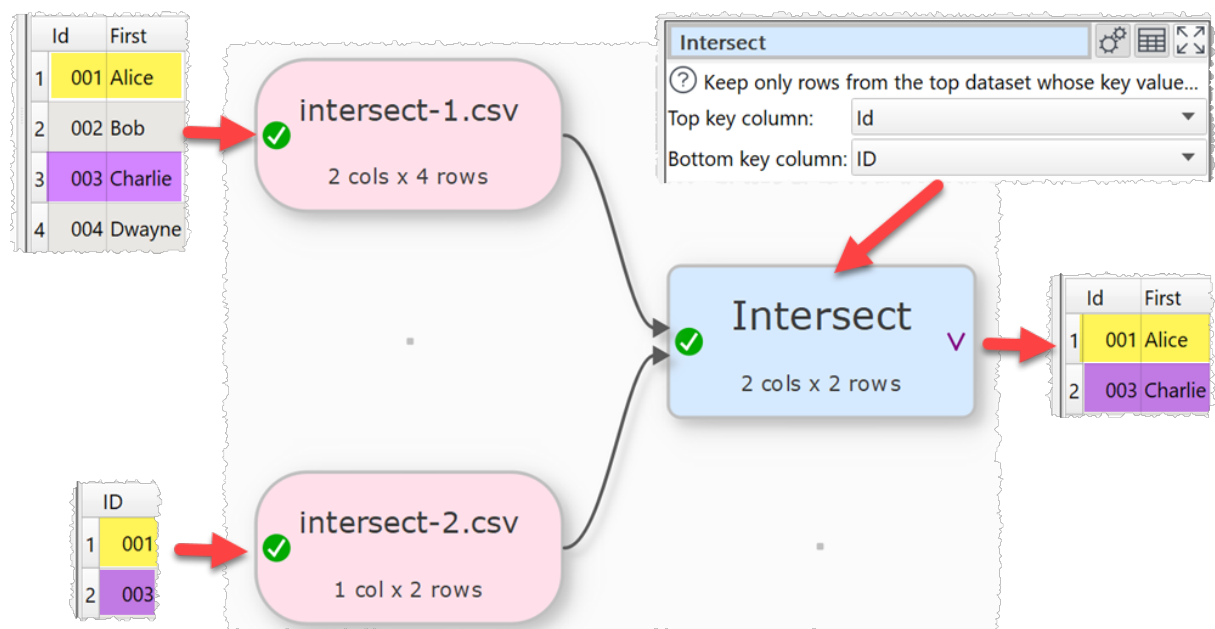 Id First
1 001 Alice
2 002 Bob
3 003 Charlie
4 004 Dwayne
intersect-1.csv
2 cols x 4 rows
Intersect
? Keep only rows from the top dataset whose key value...
Top key column: Id
Bottom key column: ID
Intersect
2 cols x 2 rows
V
Id First
1 001 Alice
2 003 Charlie
ID
1 001
2 003
intersect-2.csv
1 col x 2 rows